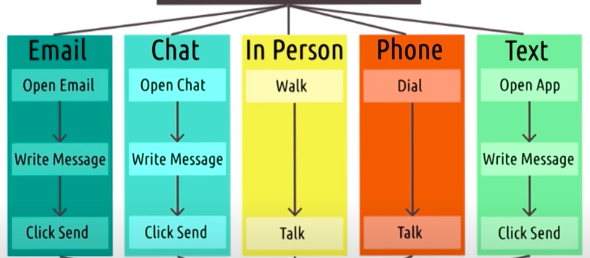 Email
Open Email
Write Message
Click Send
Chat
Open Chat
Write Message
Click Send
In Person
Walk
Talk
Phone
Dial
Talk
Text
Open App
Write Message
Click Send